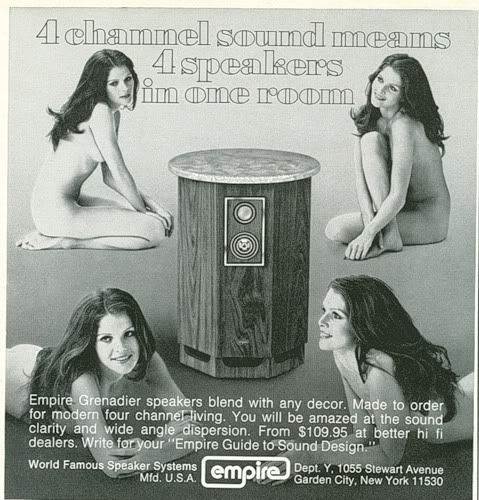 4 channel sound means
4 speakers
in one room
Empire Grenadier speakers blend with any decor. Made to order
for modern four channel living. You will be amazed at the sound
clarity and wide angle dispersion. From $109.95 at better hi fi
dealers. Write for your "Empire Guide to Sound Design."
World Famous Speaker Systems
Mfd. U.S.A.
empire
Dept. Y, 1055 Stewart Avenue
Garden City, New York 11530